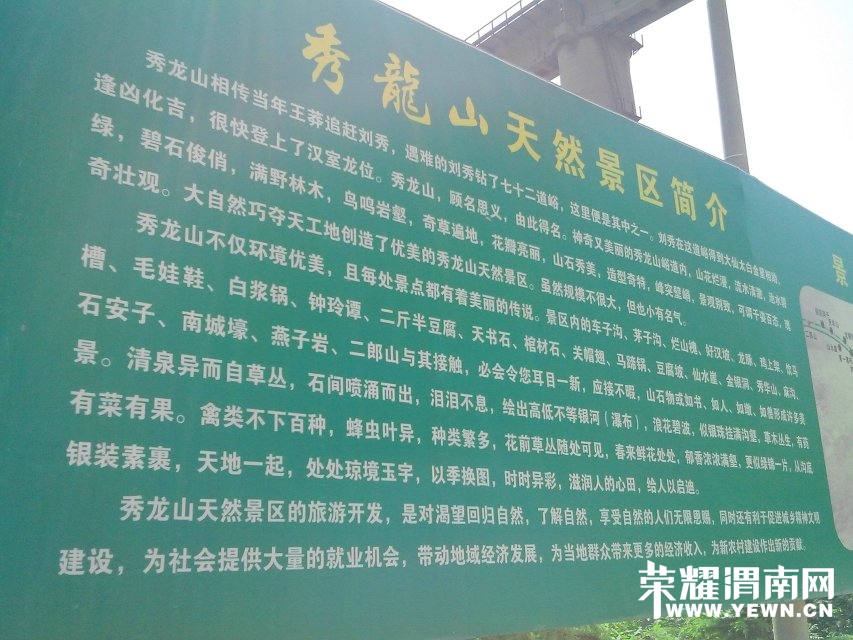 秀龍山天然景区简介
秀龙山相传当年王莽追赶刘秀，遇难的刘秀钻了七十二道峪，这里便是其中之一。刘秀在这道峪得到大仙太白金星相救，
逢凶化吉，很快登上了汉室龙位。秀龙山，顾名思义，由此得名。神奇又美丽的秀龙山峪道内，山花烂漫，流水清澈，池水碧
绿，碧石俊俏，满野林木，鸟鸣岩壑，奇草遍地，花瓣亮丽，山石秀美，造型奇特，峰突壁峭，景观别致，可谓千姿百态，更
奇壮观。大自然巧夺天工地创造了优美的秀龙山天然景区。虽然规模不很大，但也小有名气。
秀龙山不仅环境优美，且每处景点都有着美丽的传说。景区内的车子沟、茅子沟、烂山槐、好汉坡、龙脉、鸡上架、饮马
槽、毛娃鞋、白浆锅、钟玲谭、二斤半豆腐、天书石、棺材石、关帽翅、马蹄锅、豆腐坡、仙水崖、金银洞、秀华山、麻沟、
石安子、南城壕、燕子岩、二郎山与其接触，必会令您耳目一新，应接不暇，山石物或如书、如人、如墩、如兽形成许多美
景。清泉异而自草丛，石间喷涌而出，泪泪不息，绘出高低不等银河（瀑布），浪花碧波，似银珠挂满沟壑，草木丛生，有菀
有菜有果。禽类不下百种，蜂虫叶异，种类繁多，花前草丛随处可见，春来鲜花处处，郁香浓浓满壑，更似绿锦一片，从沟底
银装素裹，天地一起，处处琼境玉宇，以季换图，时时异彩，滋润人的心田，给人以启迪。
秀龙山天然景区的旅游开发，是对渴望回归自然，了解自然，享受自然的人们无限恩赐，同时还有利于促进城乡精神文明
建设，为社会提供大量的就业机会，带动地域经济发展，为当地群众带来更多的经济收入，为新农村建设作出新的贡献。
景
荣耀渭南网
WWW.YEWN.CN